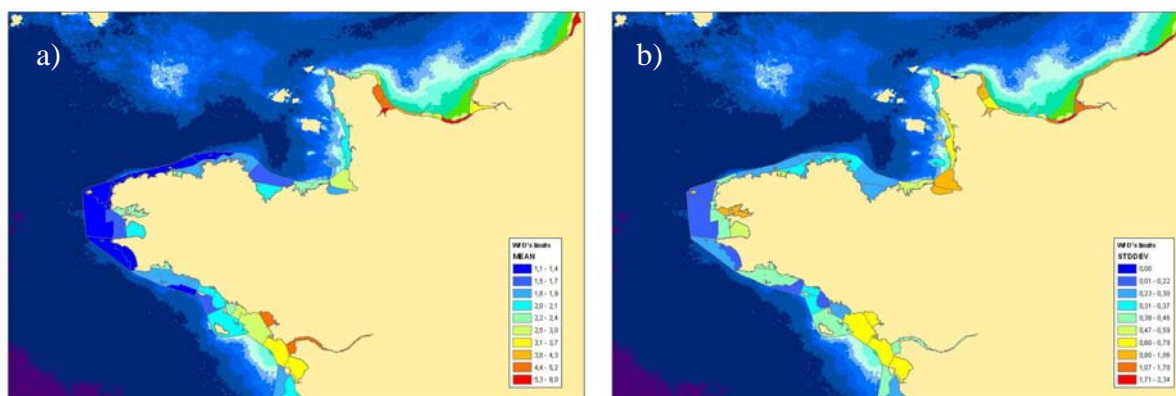 a)
WFD's limits
MEAN
1,1 - 1,4
1,5 - 1,7
1,8 - 1,9
2,0 - 2,1
2,2 - 2,4
2,5 - 3,0
3,1 - 3,7
3,8 - 4,3
4,4 - 5,2
5,3 - 9,0
b)
WFD's limits
STDDEV
0,00
0,01 - 0,22
0,23 - 0,30
0,31 - 0,37
0,38 - 0,46
0,47 - 0,59
0,60 - 0,79
1,07 - 1,70
1,71 - 2,34